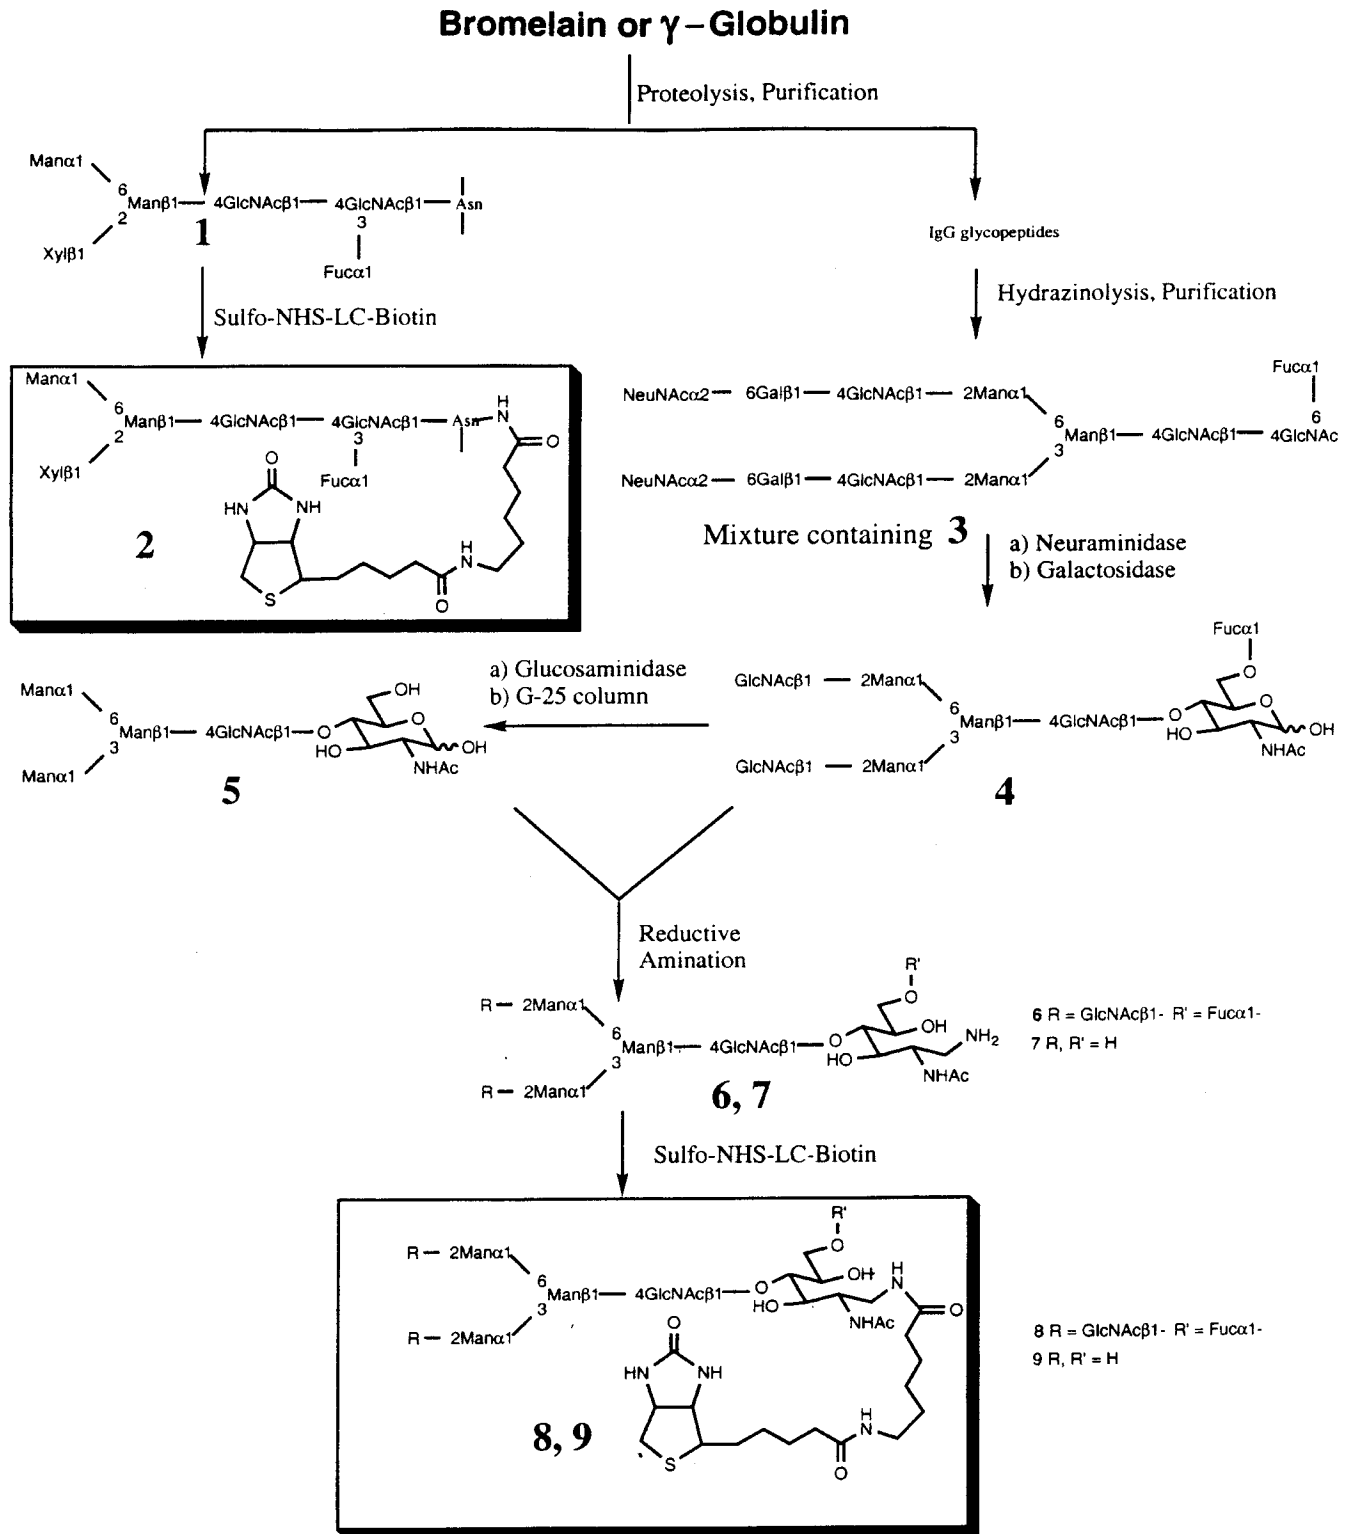 Bromelain or γ–Globulin
Proteolysis, Purification
Manα1
6
Manβ1— 4GlcNAcβ1— 4GlcNAcβ1— Asn
2
3
1
Xylβ1
Fucα1
IgG glycopeptides
Sulfo-NHS-LC-Biotin
Hydrazinolysis, Purification
Manα1
6
Manβ1— 4GlcNAcβ1— 4GlcNAcβ1— Asn
H
N
O
2
3
Xylβ1
Fucα1
O
HN
NH
2
S
H
N
O
Fucα1
6
NeuNAcα2— 6Galβ1— 4GlcNAcβ1— 2Manα1
6
Manβ1— 4GlcNAcβ1— 4GlcNAc
3
NeuNAcα2— 6Galβ1— 4GlcNAcβ1— 2Manα1
Mixture containing 3
a) Neuraminidase
b) Galactosidase
a) Glucosaminidase
b) G-25 column
Manα1
6
Manβ1— 4GlcNAcβ1—O
3
Manα1
OH
O
HO
OH
NHAc
5
Fucα1
O
GlcNAcβ1 — 2Manα1
6
Manβ1— 4GlcNAcβ1—O
3
GlcNAcβ1 — 2Manα1
O
HO
OH
NHAc
4
Reductive
Amination
R'
O
R— 2Manα1
6
Manβ1— 4GlcNAcβ1—O
3
R— 2Manα1
OH
NH2
HO
NHAc
6, 7
6 R = GlcNAcβ1- R' = Fucα1-
7 R, R' = H
Sulfo-NHS-LC-Biotin
R'
O
R— 2Manα1
6
Manβ1— 4GlcNAcβ1—O
3
R— 2Manα1
OH
H
N
O
HO
NHAc
O
HN
NH
S
H
N
O
8, 9
8 R = GlcNAcβ1- R' = Fucα1-
9 R, R' = H